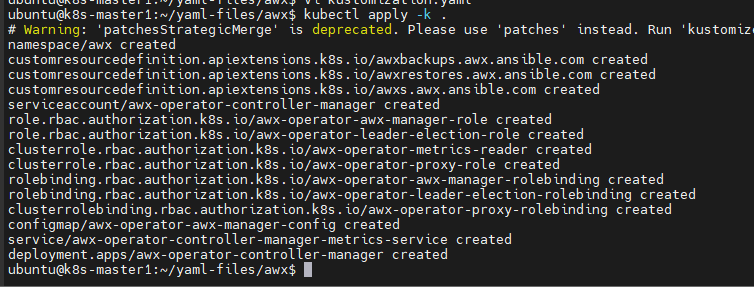 ubuntu@k8s-master1:~/yaml-files/awx$ vi kustomization.yaml
ubuntu@k8s-master1:~/yaml-files/awx$ kubectl apply -k .
# Warning: 'patchesStrategicMerge' is deprecated. Please use 'patches' instead. Run 'kustomiz
namespace/awx created
customresourcedefinition.apiextensions.k8s.io/awxbackups.awx.ansible.com created
customresourcedefinition.apiextensions.k8s.io/awxrestores.awx.ansible.com created
customresourcedefinition.apiextensions.k8s.io/awxs.awx.ansible.com created
serviceaccount/awx-operator-controller-manager created
role.rbac.authorization.k8s.io/awx-operator-awx-manager-role created
role.rbac.authorization.k8s.io/awx-operator-leader-election-role created
clusterrole.rbac.authorization.k8s.io/awx-operator-metrics-reader created
clusterrole.rbac.authorization.k8s.io/awx-operator-proxy-role created
rolebinding.rbac.authorization.k8s.io/awx-operator-awx-manager-rolebinding created
rolebinding.rbac.authorization.k8s.io/awx-operator-leader-election-rolebinding created
clusterrolebinding.rbac.authorization.k8s.io/awx-operator-proxy-rolebinding created
configmap/awx-operator-awx-manager-config created
service/awx-operator-controller-manager-metrics-service created
deployment.apps/awx-operator-controller-manager created
ubuntu@k8s-master1:~/yaml-files/awx$